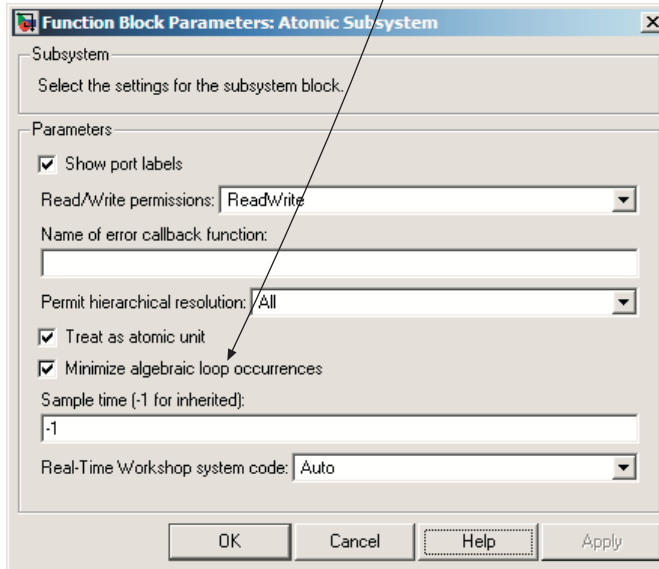 Function Block Parameters: Atomic Subsystem
Subsystem
Select the settings for the subsystem block.
Parameters
Show port labels
Read/Write permissions: ReadWrite
Name of error callback function:
Permit hierarchical resolution: All
Treat as atomic unit
Minimize algebraic loop occurrences
Sample time (-1 for inherited):
-1
Real-Time Workshop system code: Auto
OK Cancel Help Apply